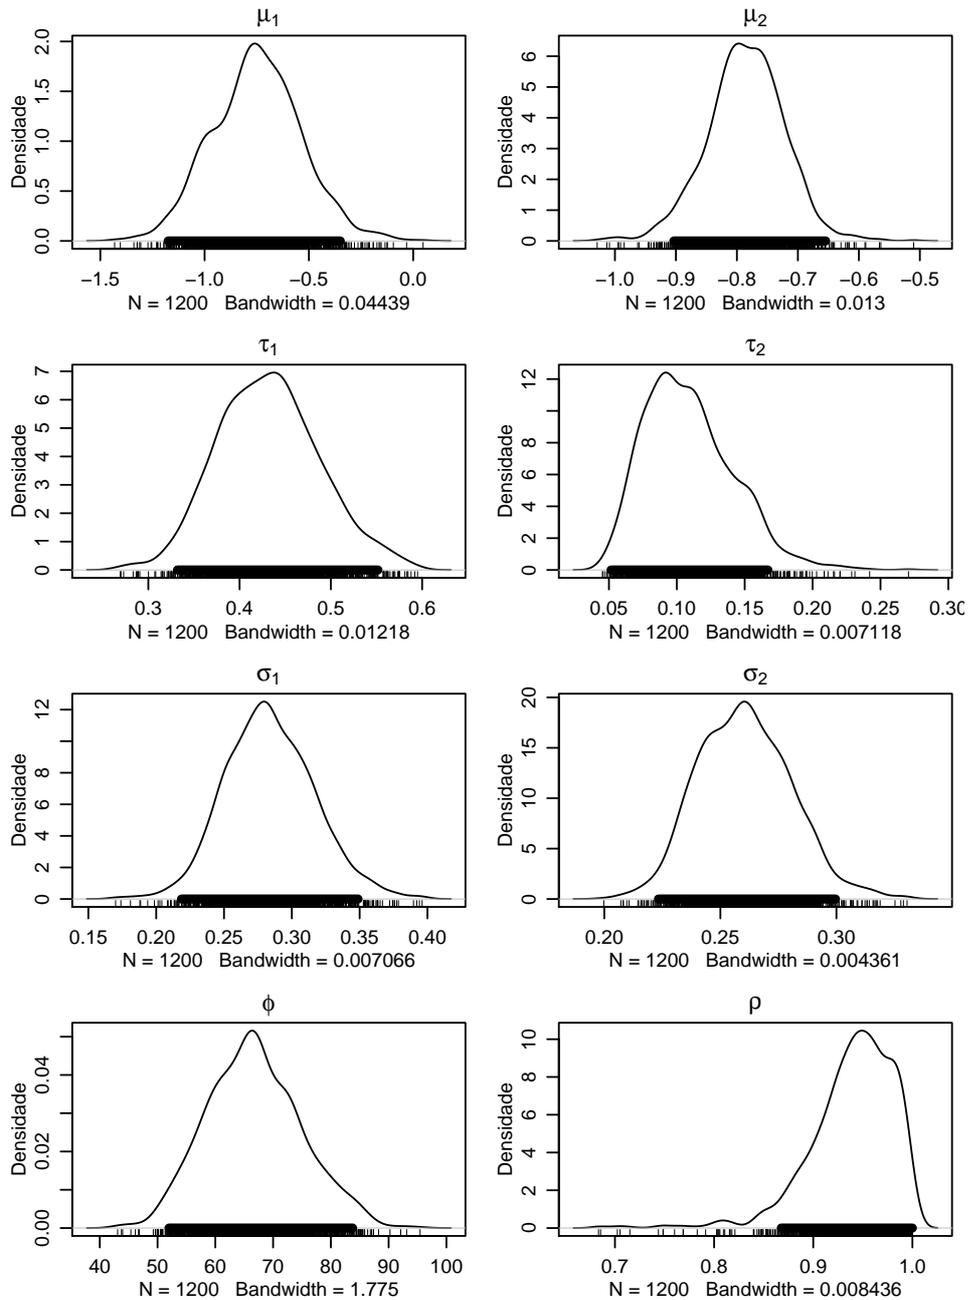 μ1 μ2
Densidade
0.0 0.5 1.0 1.5 2.0
−1.5 −1.0 −0.5 0.0
N = 1200 Bandwidth = 0.04439
Densidade
0 1 2 3 4 5 6
−1.0 −0.9 −0.8 −0.7 −0.6 −0.5
N = 1200 Bandwidth = 0.013
τ1 τ2
Densidade
0 1 2 3 4 5 6 7
0.3 0.4 0.5 0.6
N = 1200 Bandwidth = 0.01218
Densidade
0 2 4 6 8 12
0.05 0.10 0.15 0.20 0.25 0.30
N = 1200 Bandwidth = 0.007118
σ1 σ2
Densidade
0 2 4 6 8 12
0.15 0.20 0.25 0.30 0.35 0.40
N = 1200 Bandwidth = 0.007066
Densidade
0 5 10 15 20
0.20 0.25 0.30
N = 1200 Bandwidth = 0.004361
ϕ ρ
Densidade
0.00 0.02 0.04
40 50 60 70 80 90 100
N = 1200 Bandwidth = 1.775
Densidade
0 2 4 6 8 10
0.7 0.8 0.9 1.0
N = 1200 Bandwidth = 0.008436